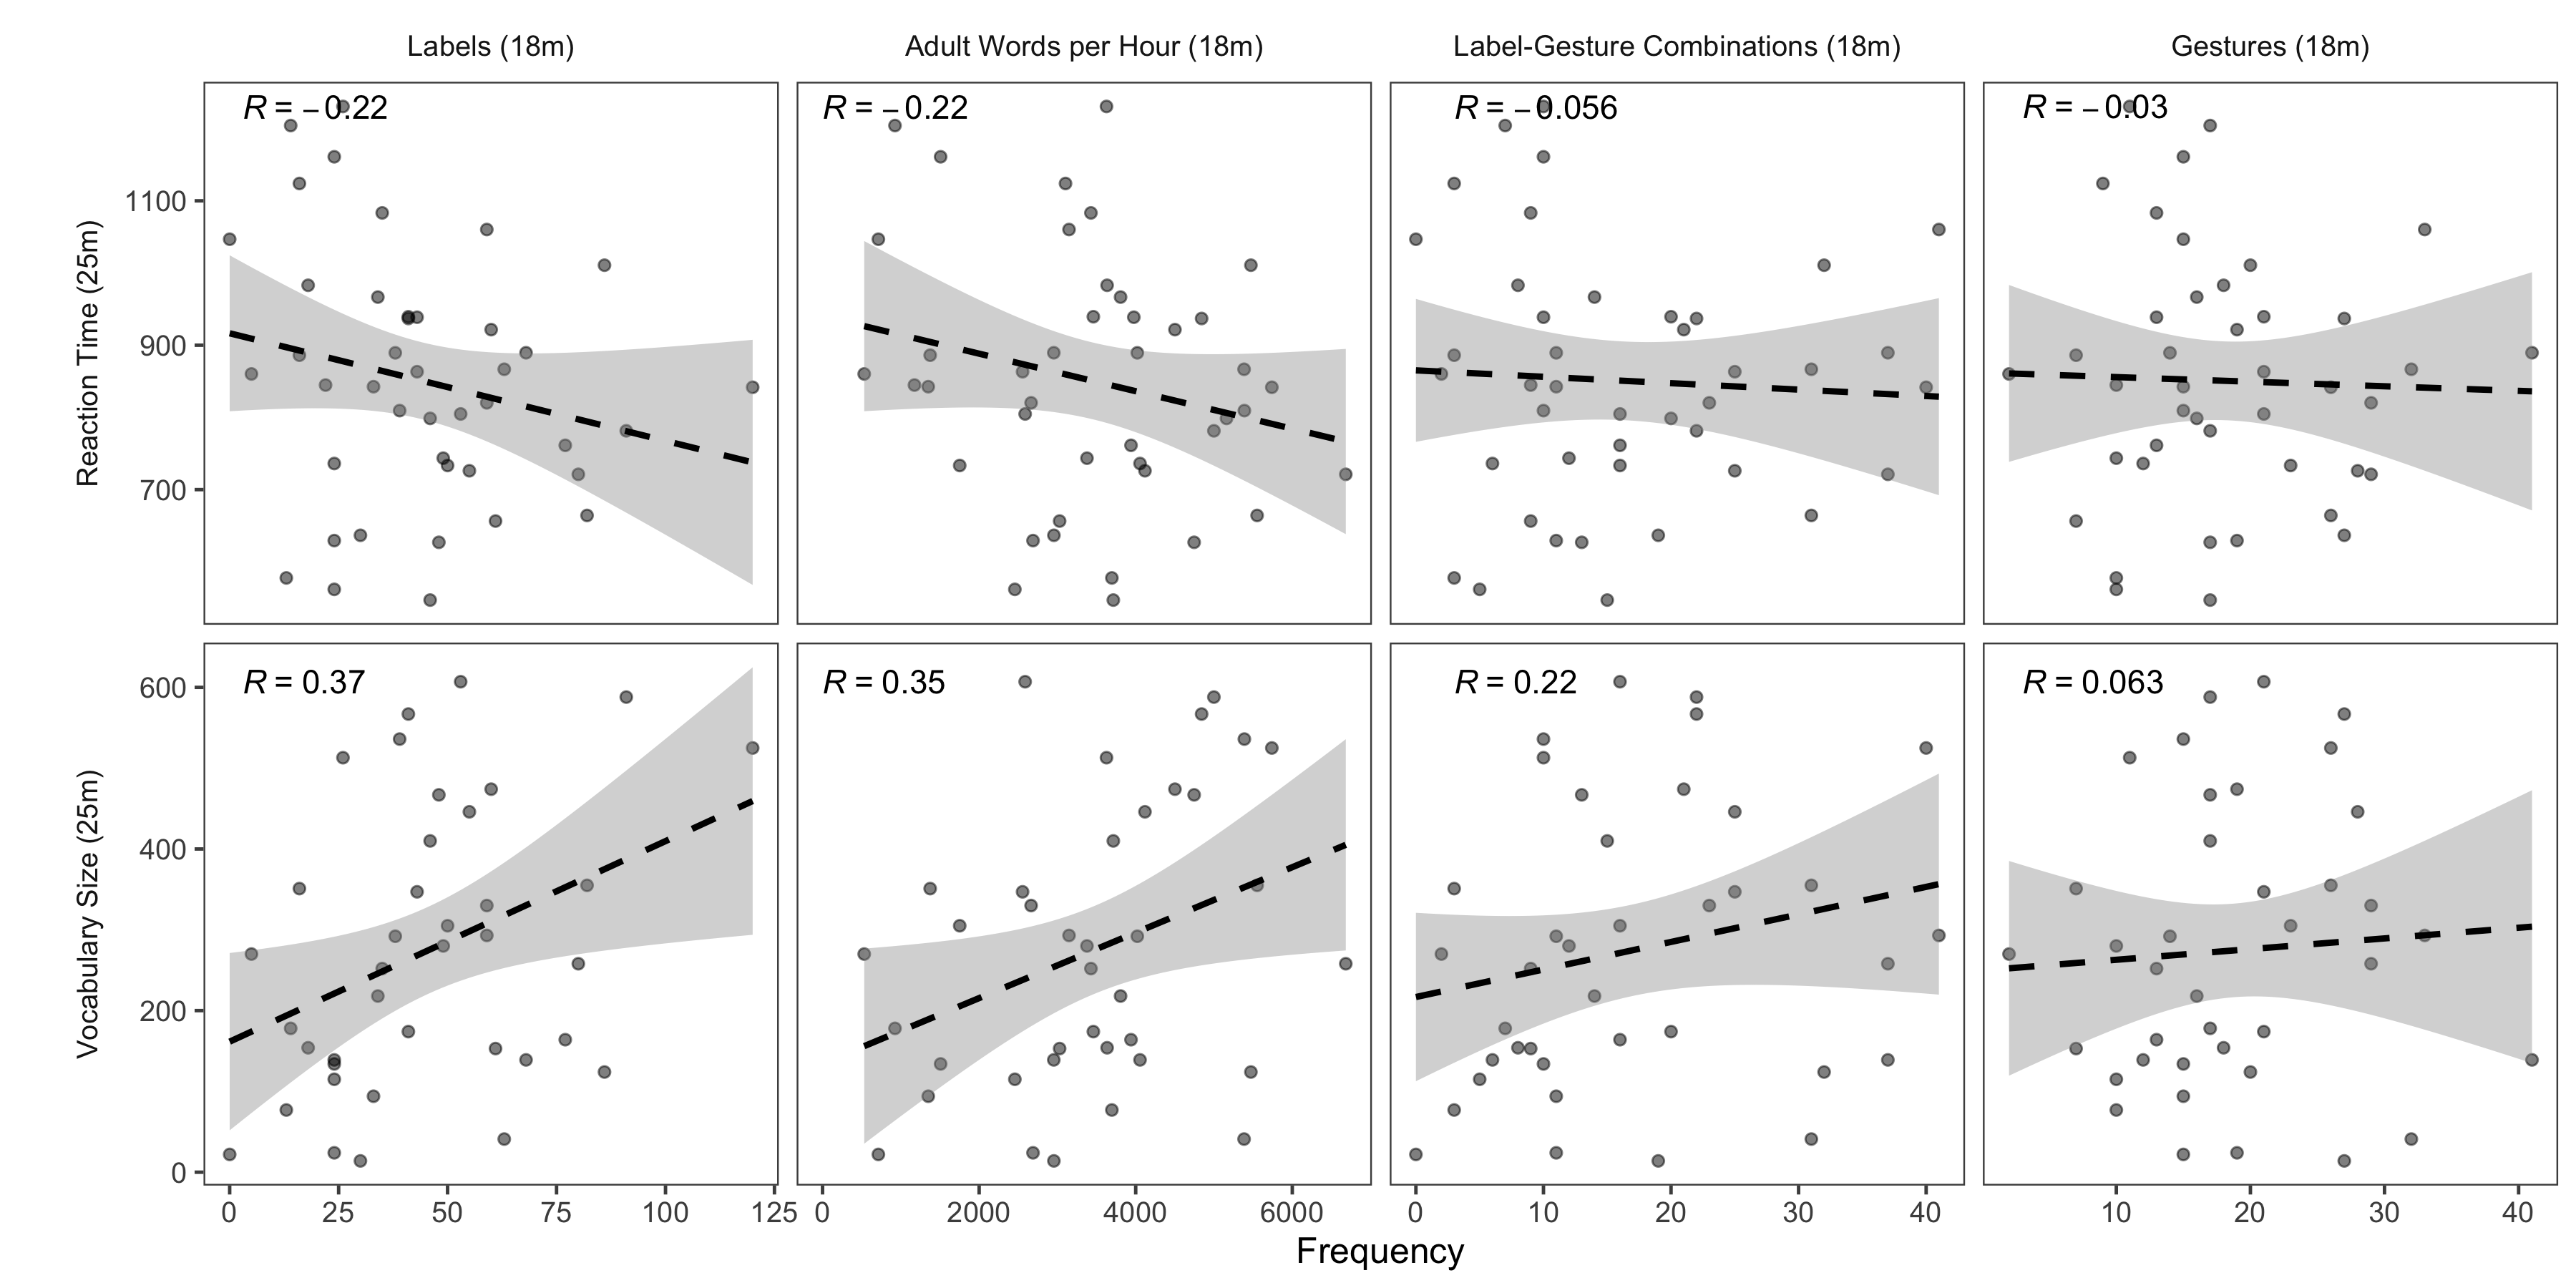 Labels (18m) Adult Words per Hour (18m) Label-Gesture Combinations (18m) Gestures (18m)
Reaction Time (25m)
R = −0.22 R = −0.22 R = −0.056 R = −0.03
1100
900
700
Vocabulary Size (25m)
R = 0.37 R = 0.35 R = 0.22 R = 0.063
600
400
200
0
0 25 50 75 100 125 0 2000 4000 6000 0 10 20 30 40 10 20 30 40
Frequency